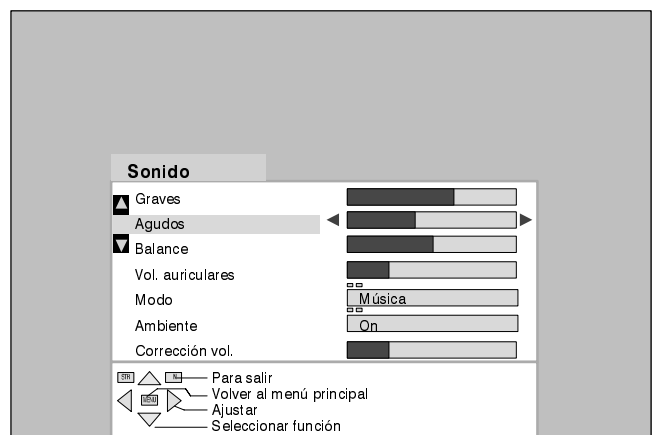 Sonido
Graves
Agudos
Balance
Vol. auriculares
Modo Música
Ambiente On
Corrección vol.
Para salir
MENU Volver al menú principal
Ajustar
Seleccionar función